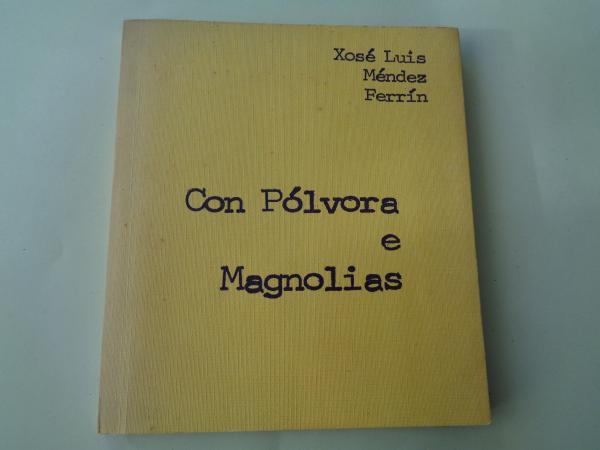 Xosé Luis
Méndez
Ferrín
Con Pólvora
e
Magnolias